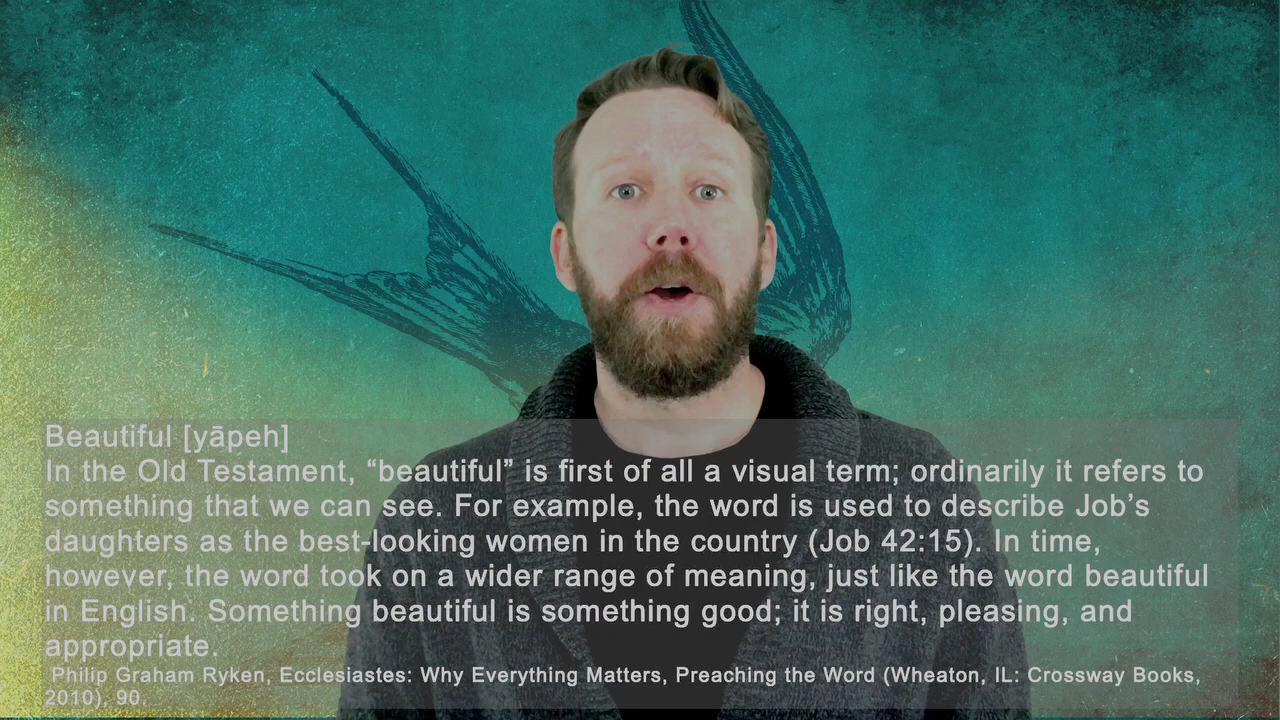 Beautiful [yāpeh]
In the Old Testament, “beautiful” is first of all a visual term; ordinarily it refers to
something that we can see. For example, the word is used to describe Job’s
daughters as the best-looking women in the country (Job 42:15). In time,
however, the word took on a wider range of meaning, just like the word beautiful
in English. Something beautiful is something good; it is right, pleasing, and
appropriate.
Philip Graham Ryken, Ecclesiastes: Why Everything Matters, Preaching the Word (Wheaton, IL: Crossway Books,
2010), 90.